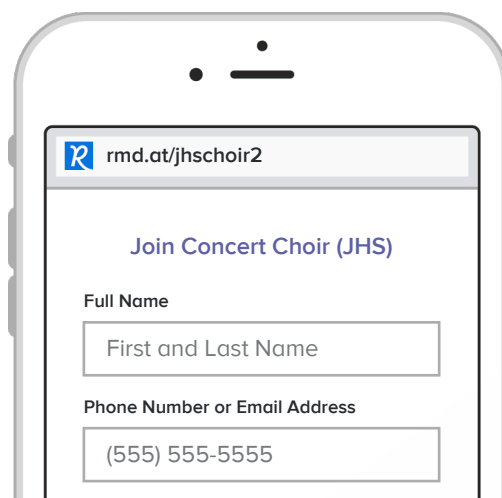 rmd.at/jhschoir2
Join Concert Choir (JHS)
Full Name
First and Last Name
Phone Number or Email Address
(555) 555-5555